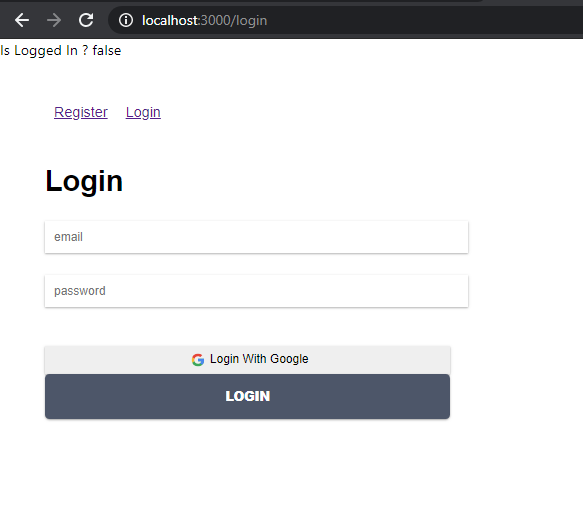 localhost:3000/login
Is Logged In ? false
Register Login
Login
email
password
Login With Google
LOGIN